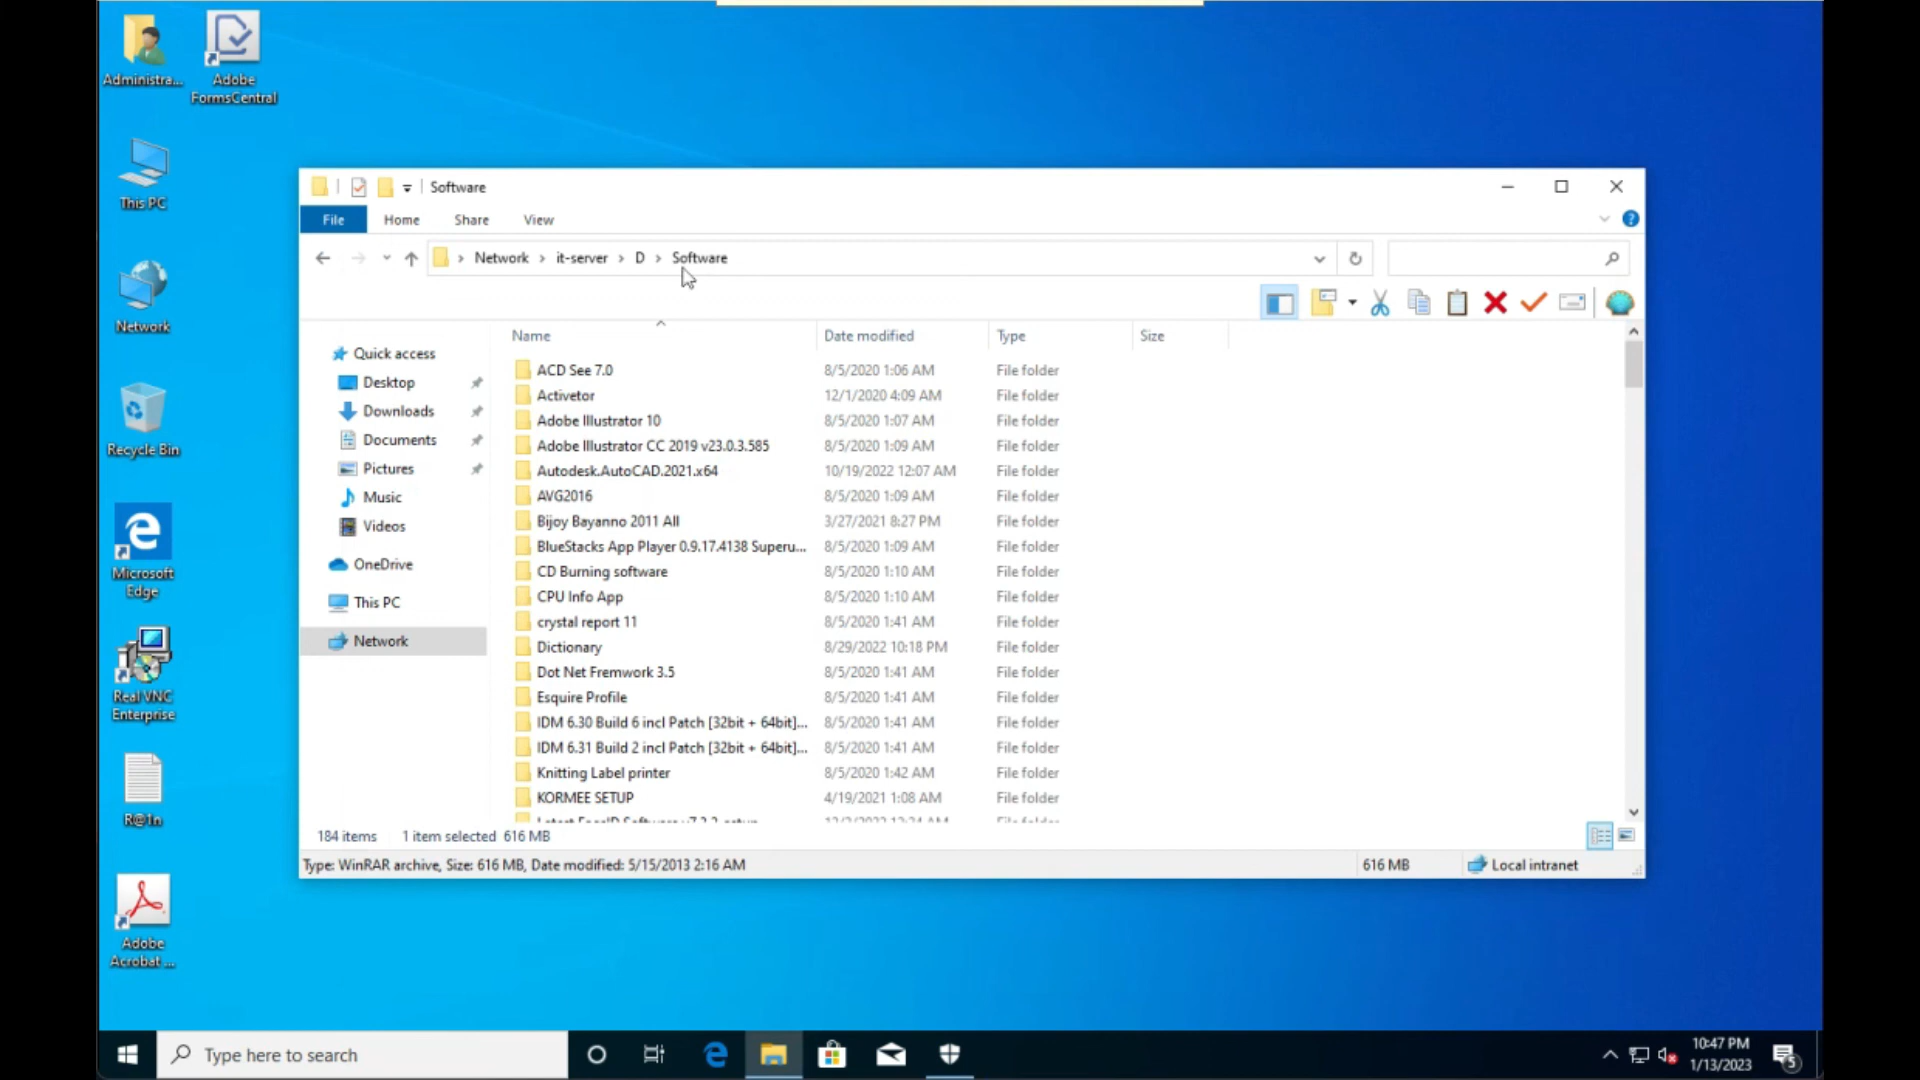 Administra...
Adobe
FormsCentral
This PC
Network
Recycle Bin
Microsoft
Edge
Real VNC
Enterprise
R@1n
Adobe
Acrobat ...
Software
File
Home
Share
View
Network
it-server
D
Software
Name
Date modified
Type
Size
Quick access
Desktop
Downloads
Documents
Pictures
Music
Videos
OneDrive
This PC
Network
ACD See 7.0 8/5/2020 1:06 AM File folder
Activetor 12/1/2020 4:09 AM File folder
Adobe Illustrator 10 8/5/2020 1:07 AM File folder
Adobe Illustrator CC 2019 v23.0.3.585 8/5/2020 1:09 AM File folder
Autodesk.AutoCAD.2021.x64 10/19/2022 12:07 AM File folder
AVG2016 8/5/2020 1:09 AM File folder
Bijoy Bayanno 2011 All 3/27/2021 8:27 PM File folder
BlueStacks App Player 0.9.17.4138 Superu... 8/5/2020 1:09 AM File folder
CD Burning software 8/5/2020 1:10 AM File folder
CPU Info App 8/5/2020 1:10 AM File folder
crystal report 11 8/5/2020 1:41 AM File folder
Dictionary 8/29/2022 10:18 PM File folder
Dot Net Fremwork 3.5 8/5/2020 1:41 AM File folder
Esquire Profile 8/5/2020 1:41 AM File folder
IDM 6.30 Build 6 incl Patch [32bit + 64bit]... 8/5/2020 1:41 AM File folder
IDM 6.31 Build 2 incl Patch [32bit + 64bit]... 8/5/2020 1:41 AM File folder
Knitting Label printer 8/5/2020 1:42 AM File folder
KORMEE SETUP 4/19/2021 1:08 AM File folder
184 items 1 item selected 616 MB
Type: WinRAR archive, Size: 616 MB, Date modified: 5/15/2013 2:16 AM
616 MB
Local intranet
Type here to search
10:47 PM
1/13/2023
5